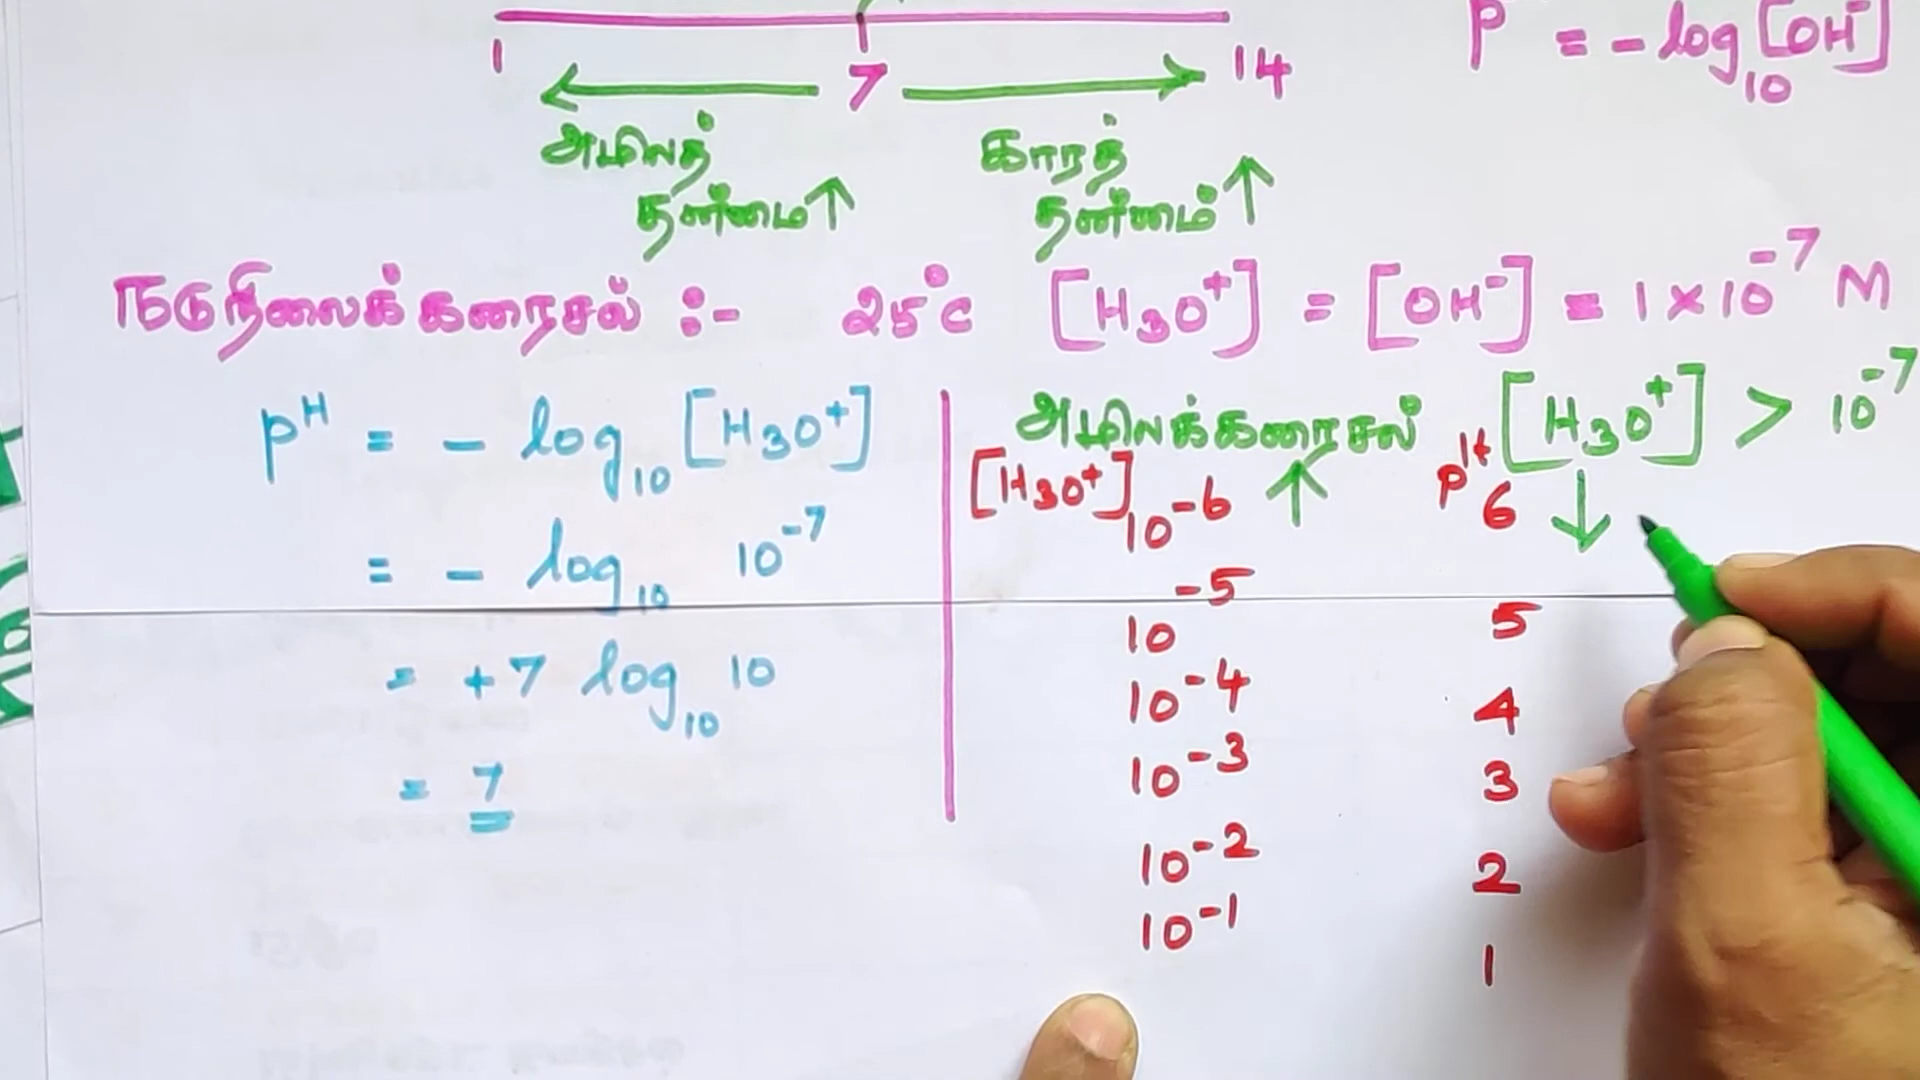 P = - log₁₀ [OH⁻]
1 7 14
அமிலத் தன்மை ↑
காரத் தன்மை ↑
நடுநிலைக் கரைசல் :- 25°C [H₃O⁺] = [OH⁻] = 1 × 10⁻⁷ M
pᴴ = - log₁₀ [H₃O⁺]
= - log₁₀ 10⁻⁷
= +7 log₁₀ 10
= 7
அமிலக்கரைசல் [H₃O⁺] > 10⁻⁷
[H₃O⁺] ↑ pᴴ ↓
10⁻⁶ 6
10⁻⁵ 5
10⁻⁴ 4
10⁻³ 3
10⁻² 2
10⁻¹ 1